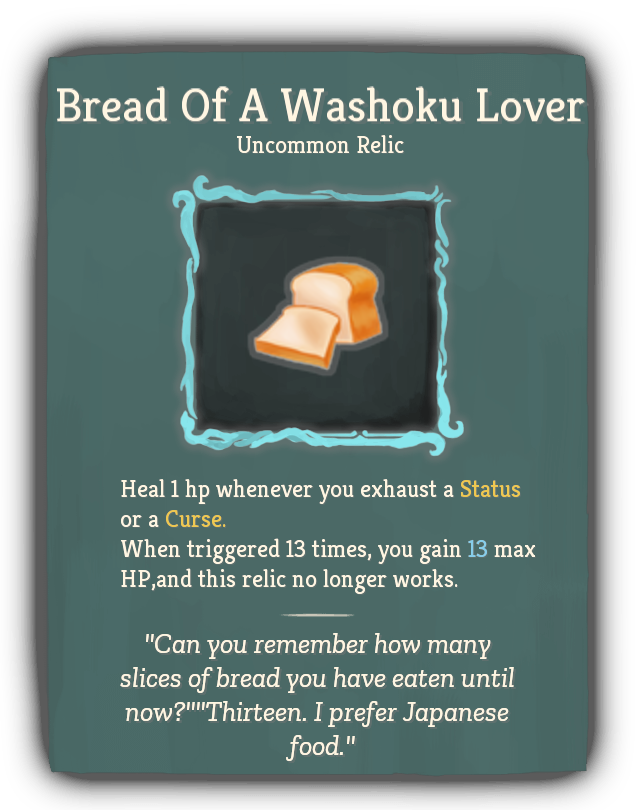 Bread Of A Washoku Lover
Uncommon Relic
Heal 1 hp whenever you exhaust a Status
or a Curse.
When triggered 13 times, you gain 13 max
HP,and this relic no longer works.
"Can you remember how many
slices of bread you have eaten until
now?""Thirteen. I prefer Japanese
food."